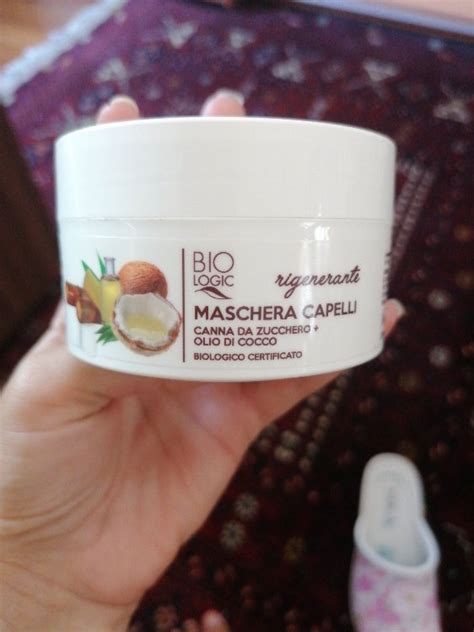 BIO
LOGIC
rigenerante
MASCHERA CAPELLI
CANNA DA ZUCCHERO +
OLIO DI COCCO
BIOLOGICO CERTIFICATO